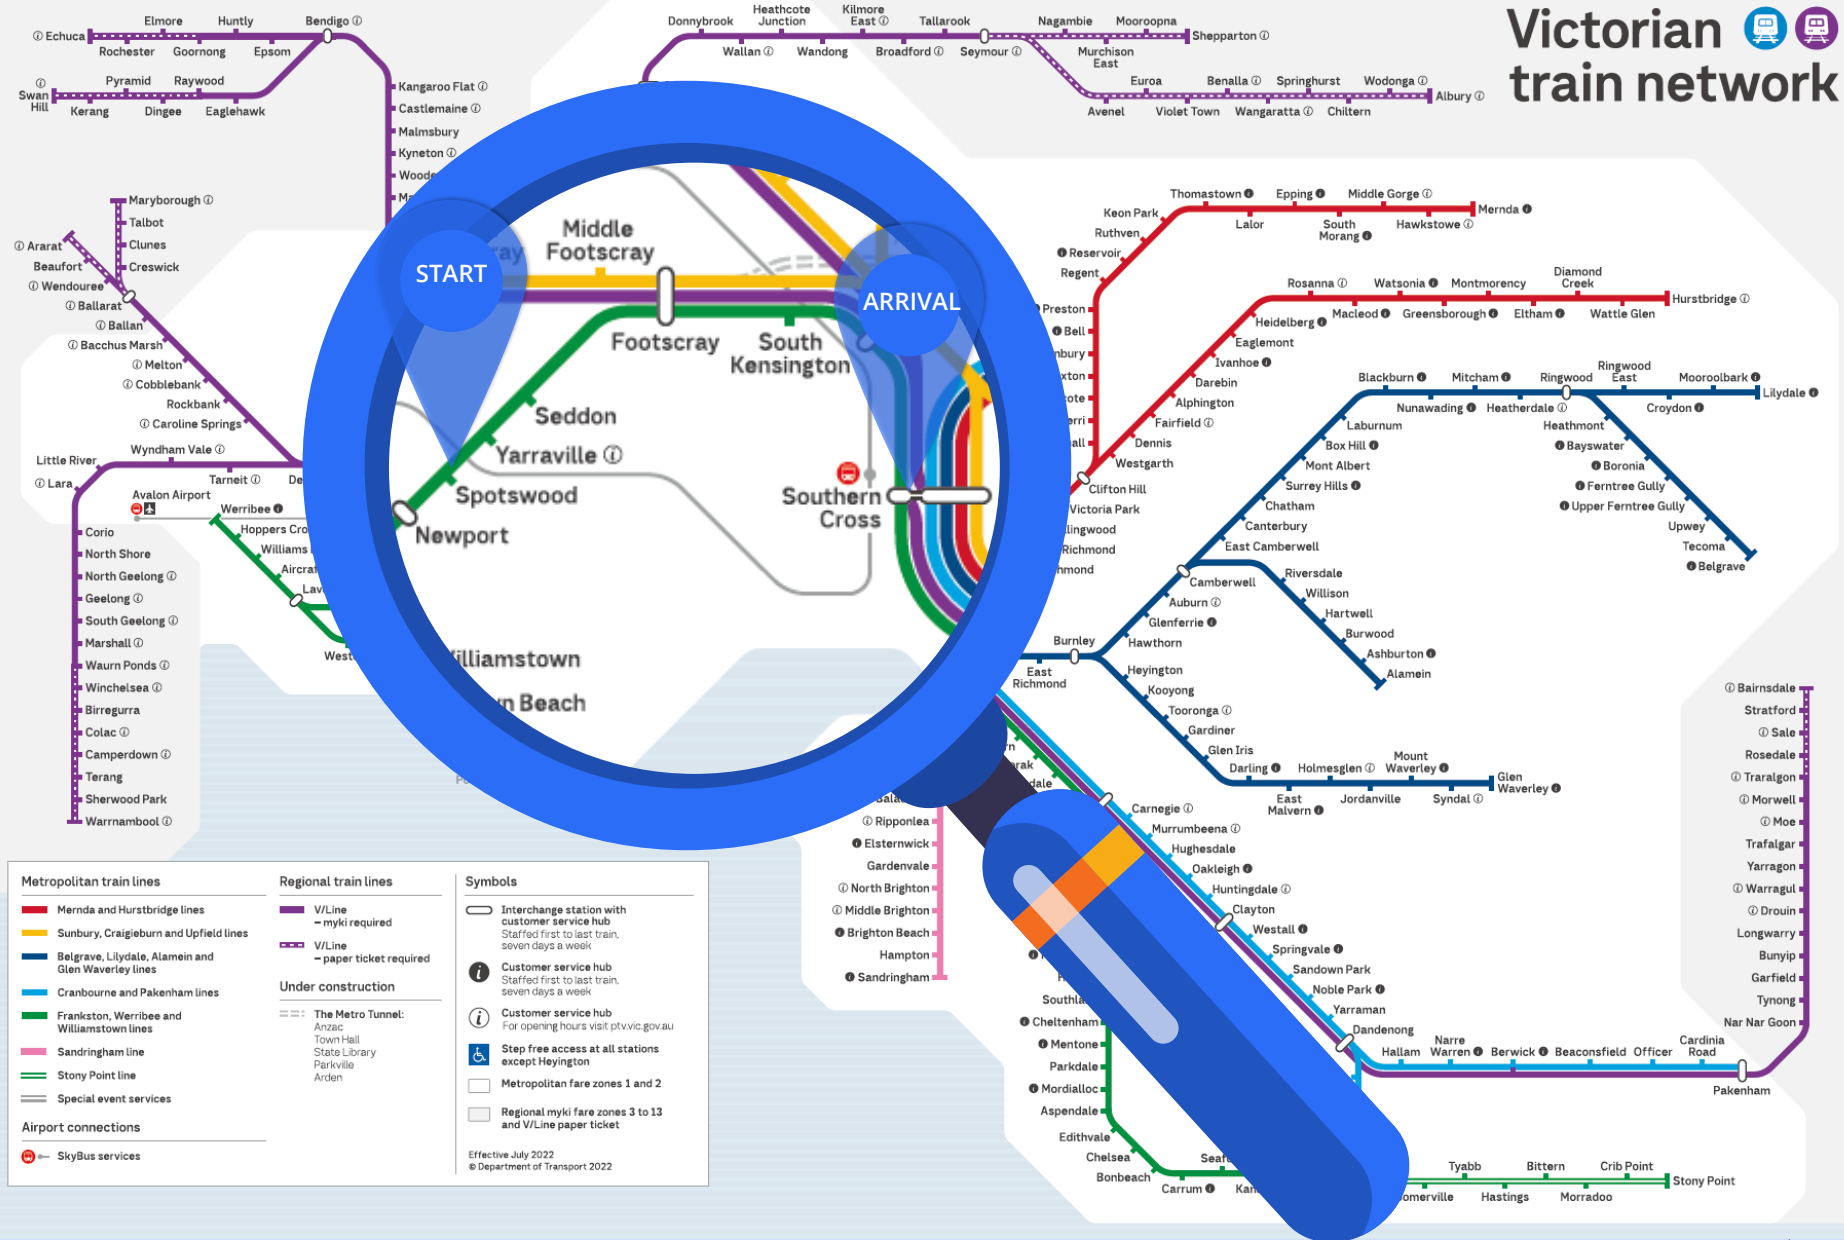 Victorian
train network
Echuca
Rochester
Elmore
Goornong
Huntly
Epsom
Bendigo
Swan
Hill
Kerang
Pyramid
Dingee
Raywood
Eaglehawk
Kangaroo Flat
Castlemaine
Malmsbury
Kyneton
Donnybrook
Wallan
Heathcote
Junction
Wandong
Kilmore
East
Broadford
Tallarook
Seymour
Nagambie
Murchison
East
Mooroopna
Shepparton
Avenel
Euroa
Violet Town
Benalla
Wangaratta
Springhurst
Chiltern
Wodonga
Albury
Maryborough
Talbot
Clunes
Creswick
Ararat
Beaufort
Wendouree
Ballarat
Ballan
Bacchus Marsh
Melton
Cobblebank
Rockbank
Caroline Springs
Wyndham Vale
Tarneit
Little River
Lara
Avalon Airport
Werribee
Hoppers Cro
Williams
Aircraf
Lav
West
Corio
North Shore
North Geelong
Geelong
South Geelong
Marshall
Waurn Ponds
Winchelsea
Birregurra
Colac
Camperdown
Terang
Sherwood Park
Warrnambool
START
ARRIVAL
Middle
Footscray
Footscray
South
Kensington
Seddon
Yarraville
Spotswood
Newport
Southern
Cross
illiamstown
n Beach
Thomastown
Epping
Middle Gorge
Keon Park
Lalor
South
Morang
Hawkstowe
Mernda
Ruthven
Reservoir
Regent
Preston
Bell
Rosanna
Watsonia
Montmorency
Diamond
Creek
Hurstbridge
Macleod
Greensborough
Eltham
Wattle Glen
Heidelberg
Eaglemont
Ivanhoe
Darebin
Alphington
Fairfield
Dennis
Westgarth
Clifton Hill
Victoria Park
llingwood
Richmond
hmond
Blackburn
Mitcham
Ringwood
Ringwood
East
Mooroolbark
Lilydale
Nunawading
Heatherdale
Croydon
Laburnum
Box Hill
Mont Albert
Surrey Hills
Chatham
Canterbury
East Camberwell
Camberwell
Heathmont
Bayswater
Boronia
Ferntree Gully
Upper Ferntree Gully
Upwey
Tecoma
Belgrave
Riversdale
Willison
Hartwell
Burwood
Ashburton
Alamein
Auburn
Glenferrie
Hawthorn
Burnley
East
Richmond
Heyington
Kooyong
Tooronga
Gardiner
Glen Iris
Darling
East
Malvern
Holmesglen
Jordanville
Mount
Waverley
Syndal
Glen
Waverley
Carnegie
Murrumbeena
Hughesdale
Oakleigh
Huntingdale
Clayton
Westall
Springvale
Sandown Park
Noble Park
Yarraman
Dandenong
Hallam
Narre
Warren
Berwick
Beaconsfield
Officer
Cardinia
Road
Pakenham
Bairnsdale
Stratford
Sale
Rosedale
Traralgon
Morwell
Moe
Trafalgar
Yarragon
Warragul
Drouin
Longwarry
Bunyip
Garfield
Tynong
Nar Nar Goon
Ripponlea
Elsternwick
Gardenvale
North Brighton
Middle Brighton
Brighton Beach
Hampton
Sandringham
Southla
Cheltenham
Mentone
Parkdale
Mordialloc
Aspendale
Edithvale
Chelsea
Bonbeach
Carrum
Seaf
Kan
omerville
Tyabb
Hastings
Bittern
Morradoo
Crib Point
Stony Point
Metropolitan train lines
Mernda and Hurstbridge lines
Sunbury, Craigieburn and Upfield lines
Belgrave, Lilydale, Alamein and
Glen Waverley lines
Cranbourne and Pakenham lines
Frankston, Werribee and
Williamstown lines
Sandringham line
Stony Point line
Special event services
Airport connections
SkyBus services
Regional train lines
V/Line
– myki required
V/Line
– paper ticket required
Under construction
The Metro Tunnel:
Anzac
Town Hall
State Library
Parkville
Arden
Symbols
Interchange station with
customer service hub
Staffed first to last train,
seven days a week
Customer service hub
Staffed first to last train,
seven days a week
Customer service hub
For opening hours visit ptv.vic.gov.au
Step free access at all stations
except Heyington
Metropolitan fare zones 1 and 2
Regional myki fare zones 3 to 13
and V/Line paper ticket
Effective July 2022
© Department of Transport 2022